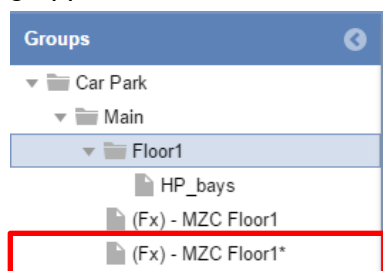 Groups
Car Park
Main
Floor1
HP_bays
(Fx) - MZC Floor1
(Fx) - MZC Floor1*